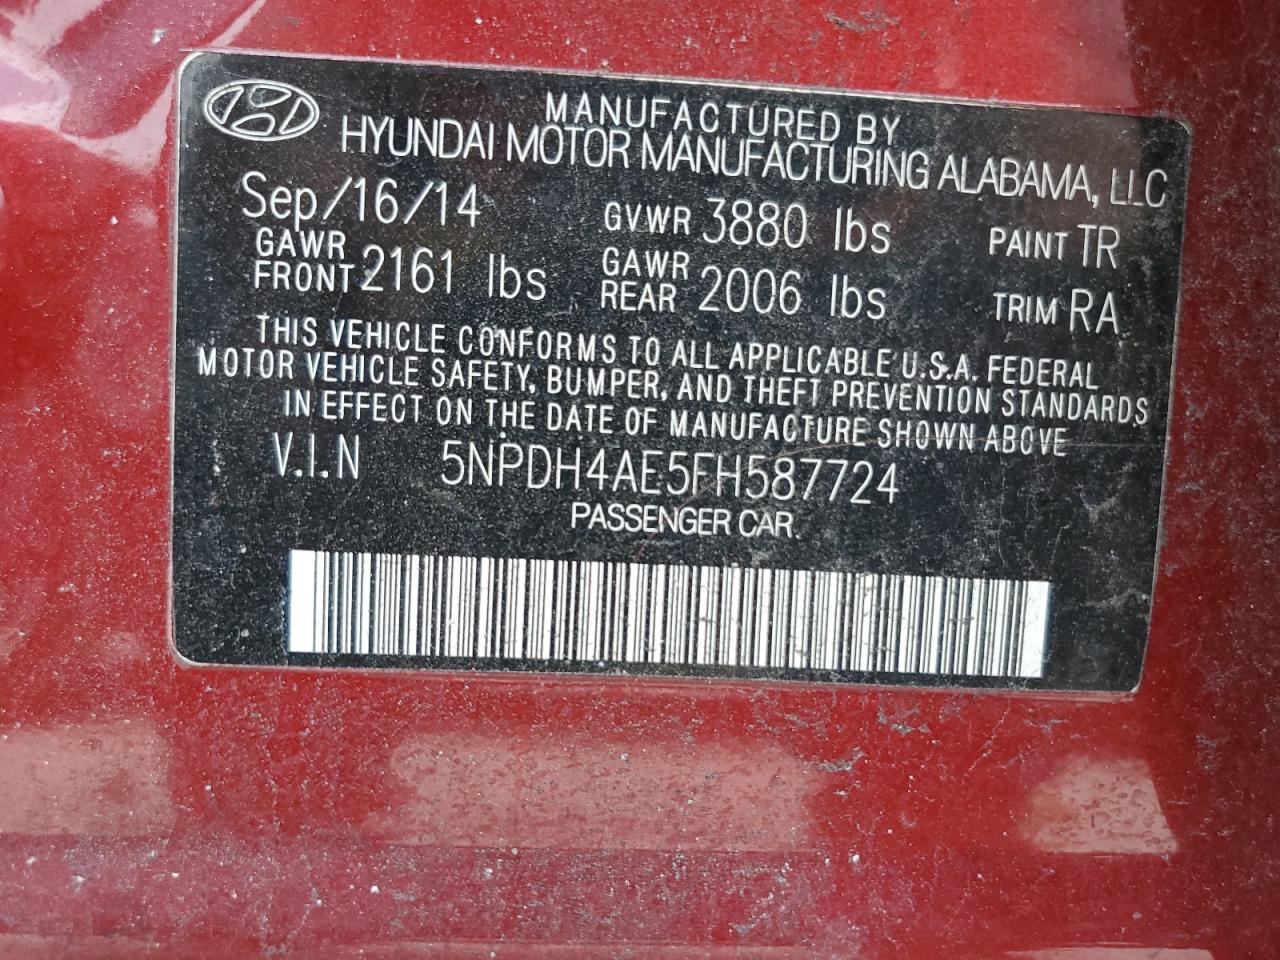 MANUFACTURED BY
HYUNDAI MOTOR MANUFACTURING ALABAMA, LLC
Sep/16/14 GVWR 3880 lbs PAINT TR
GAWR FRONT 2161 lbs GAWR REAR 2006 lbs TRIM RA
THIS VEHICLE CONFORMS TO ALL APPLICABLE U.S.A. FEDERAL
MOTOR VEHICLE SAFETY, BUMPER, AND THEFT PREVENTION STANDARDS
IN EFFECT ON THE DATE OF MANUFACTURE SHOWN ABOVE
V.I.N 5NPDH4AE5FH587724
PASSENGER CAR